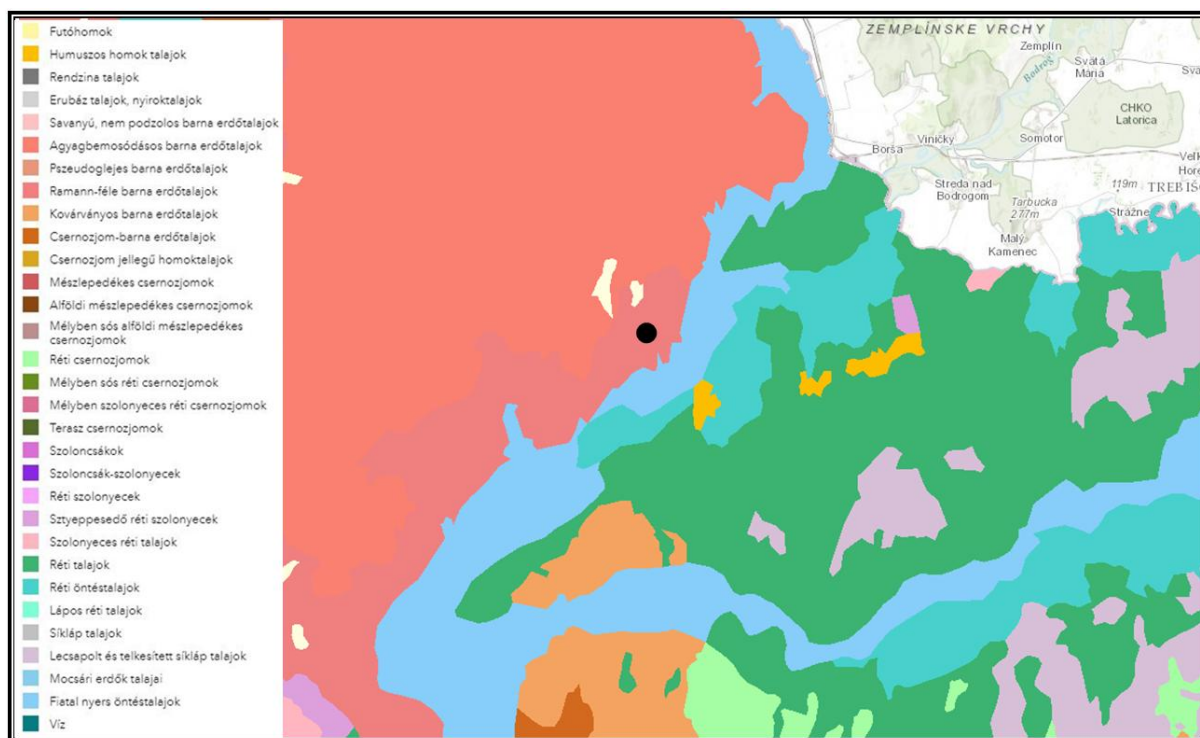 Futóhomok
Humuszos homok talajok
Rendzina talajok
Erubáz talajok, nyiroktalajok
Savanyú, nem podzolos barna erdőtalajok
Agyagbemosódásos barna erdőtalajok
Pszeudoglejes barna erdőtalajok
Ramann-féle barna erdőtalajok
Kovárványos barna erdőtalajok
Csernozjom-barna erdőtalajok
Csernozjom jellegű homoktalajok
Mészlepedékes csernozjomok
Alföldi mészlepedékes csernozjomok
Mélyben sós alföldi mészlepedékes
csernozjomok
Réti csernozjomok
Mélyben sós réti csernozjomok
Mélyben szolonyeces réti csernozjomok
Terasz csernozjomok
Szoloncsákok
Szoloncsák-szolonyecek
Réti szolonyecek
Sztyeppesedő réti szolonyecek
Szolonyeces réti talajok
Réti talajok
Réti öntéstalajok
Lápos réti talajok
Síkláp talajok
Lecsapolt és telkesített síkláp talajok
Mocsári erdők talajai
Fiatal nyers öntéstalajok
Víz
ZEMPLÍNSKE VRCHY
Zemplín
Bodrog
Svätá
Mária
CHKO
Latorica
Borša
Viničky
Somotor
Streda nad
Bodrogom
119m
Tarbucka
277m
Strážne
Malý
Kamenec